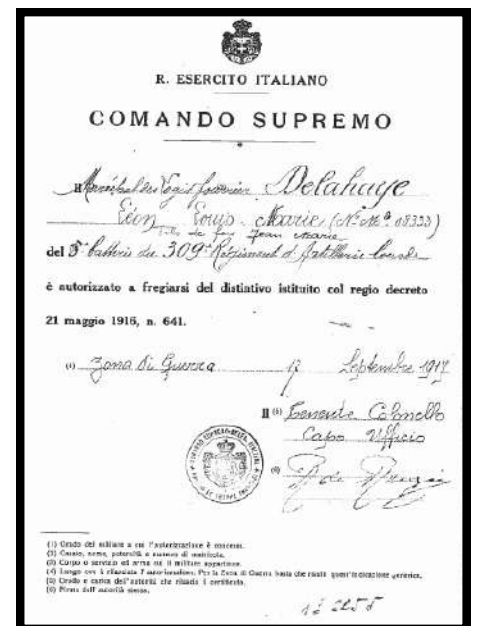 R. ESERCITO ITALIANO
COMANDO SUPREMO
Il Maréchal des Logis fourrier Delahaye
Léon Louis Marie (N° Mle 08333)
fils de feu Jean Marie
del 5e batterie du 309e Régiment d'Artillerie lourde
è autorizzato a fregiarsi del distintivo istituito col regio decreto
21 maggio 1916, n. 641.
(4) Zona di Guerra 17 Septembre 1917
Il (5) Tenente Colonello
Capo Ufficio
(6)
(1) Grado del militare a cui l'autorizzazione è concessa.
(2) Casato, nome, paternità e numero di matricola.
(3) Corpo o servizio ed arma cui il militare appartiene.
(4) Luogo ove è rilasciata l'autorizzazione. Per la Zona di Guerra basta che risulti quest'indicazione generica.
(5) Grado e carica dell'autorità che rilascia il certificato.
(6) Firma dell'autorità stessa.